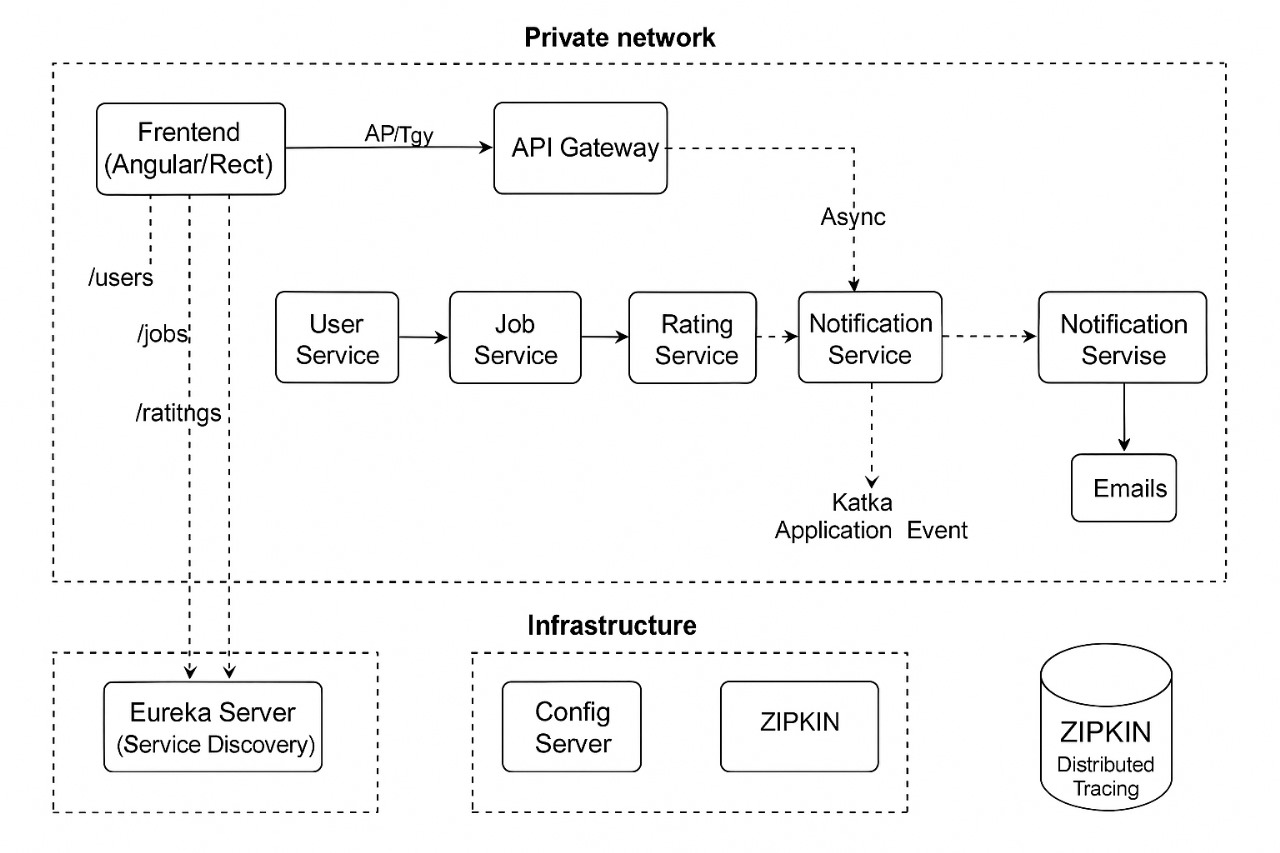 Private network
Frentend
(Angular/Rect)
AP/Tgy
API Gateway
Async
/users
/jobs
/ratitngs
User
Service
Job
Service
Rating
Service
Notification
Service
Notification
Servise
Emails
Katka
Application Event
Infrastructure
Eureka Server
(Service Discovery)
Config
Server
ZIPKIN
ZIPKIN
Distributed
Tracing